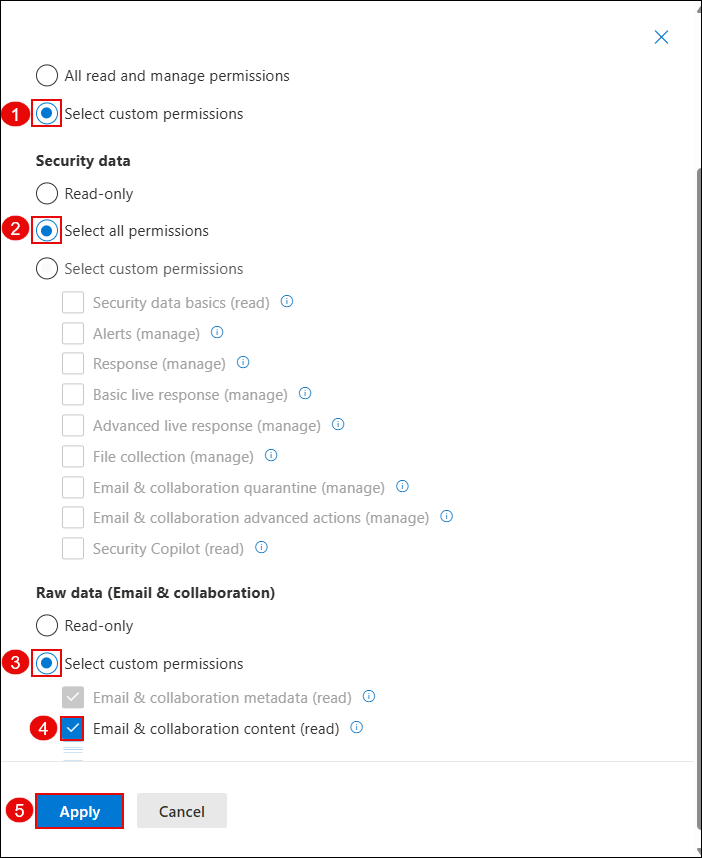 All read and manage permissions
1 Select custom permissions
Security data
Read-only
2 Select all permissions
Select custom permissions
Security data basics (read)
Alerts (manage)
Response (manage)
Basic live response (manage)
Advanced live response (manage)
File collection (manage)
Email & collaboration quarantine (manage)
Email & collaboration advanced actions (manage)
Security Copilot (read)
Raw data (Email & collaboration)
Read-only
3 Select custom permissions
Email & collaboration metadata (read)
4 Email & collaboration content (read)
5 Apply Cancel